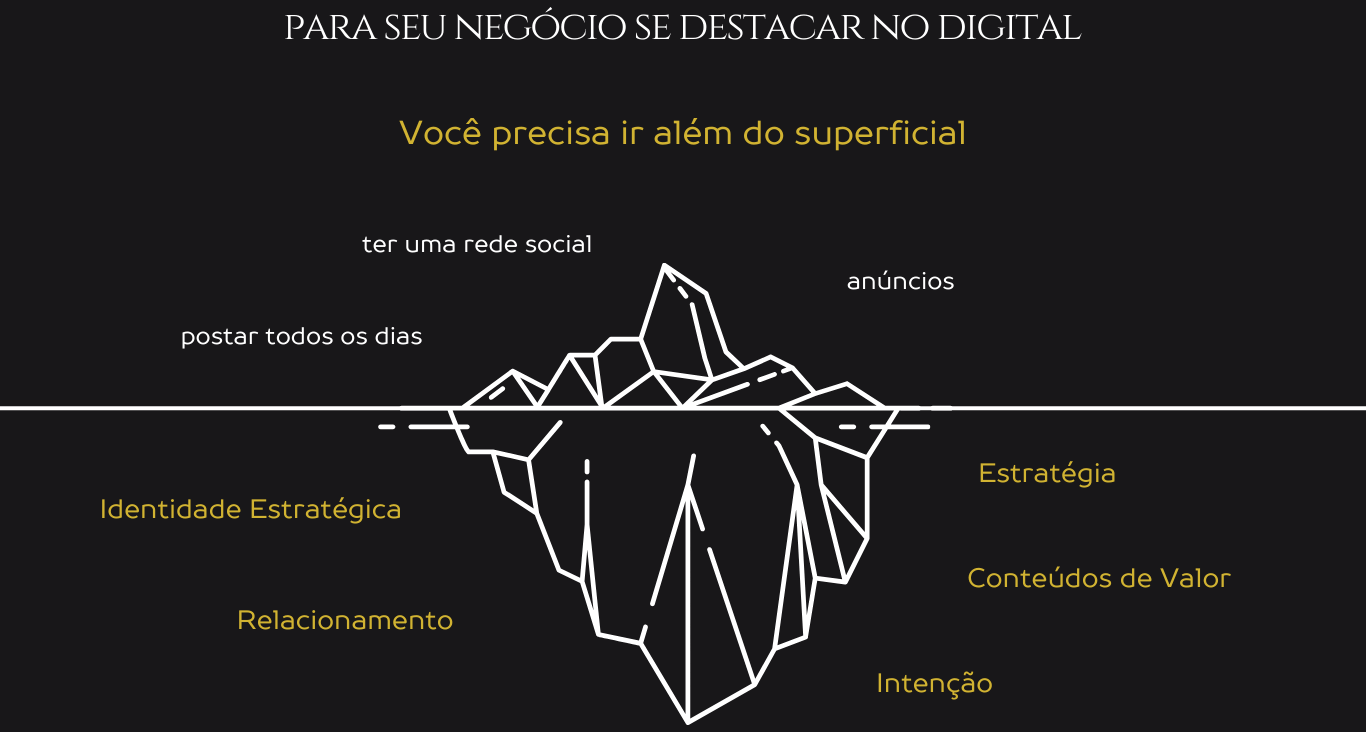 PARA SEU NEGÓCIO SE DESTACAR NO DIGITAL
Você precisa ir além do superficial
ter uma rede social
anúncios
postar todos os dias
Estratégia
Identidade Estratégica
Conteúdos de Valor
Relacionamento
Intenção